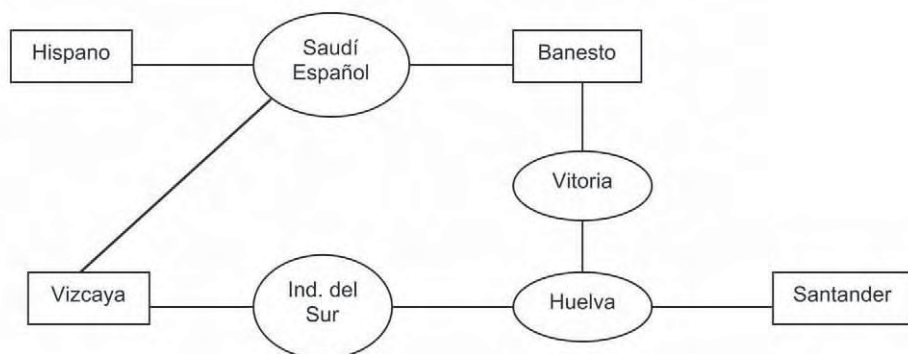 Hispano
Saudí
Español
Banesto
Vitoria
Vizcaya
Ind. del
Sur
Huelva
Santander